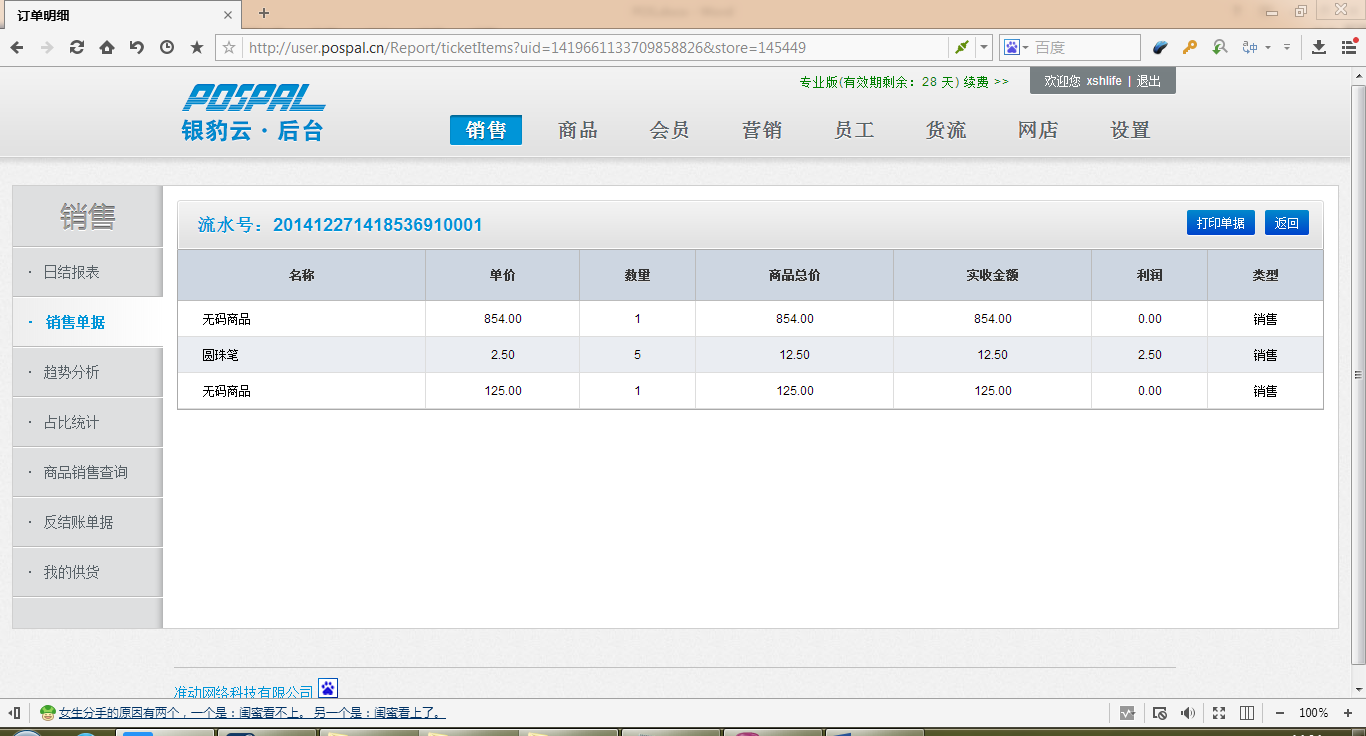 订单明细
http://user.pospal.cn/Report/ticketItems?uid=1419661133709858826&store=145449
百度
专业版(有效期剩余：28 天) 续费 >>
欢迎您 xshlife | 退出
POSPAL
银豹云·后台
销售 商品 会员 营销 员工 货流 网店 设置
销售
· 日结报表
· 销售单据
· 趋势分析
· 占比统计
· 商品销售查询
· 反结账单据
· 我的供货
流水号：201412271418536910001
打印单据 返回
名称 单价 数量 商品总价 实收金额 利润 类型
无码商品 854.00 1 854.00 854.00 0.00 销售
圆珠笔 2.50 5 12.50 12.50 2.50 销售
无码商品 125.00 1 125.00 125.00 0.00 销售
准动网络科技有限公司
女生分手的原因有两个，一个是：闺蜜看不上。 另一个是：闺蜜看上了。
100%